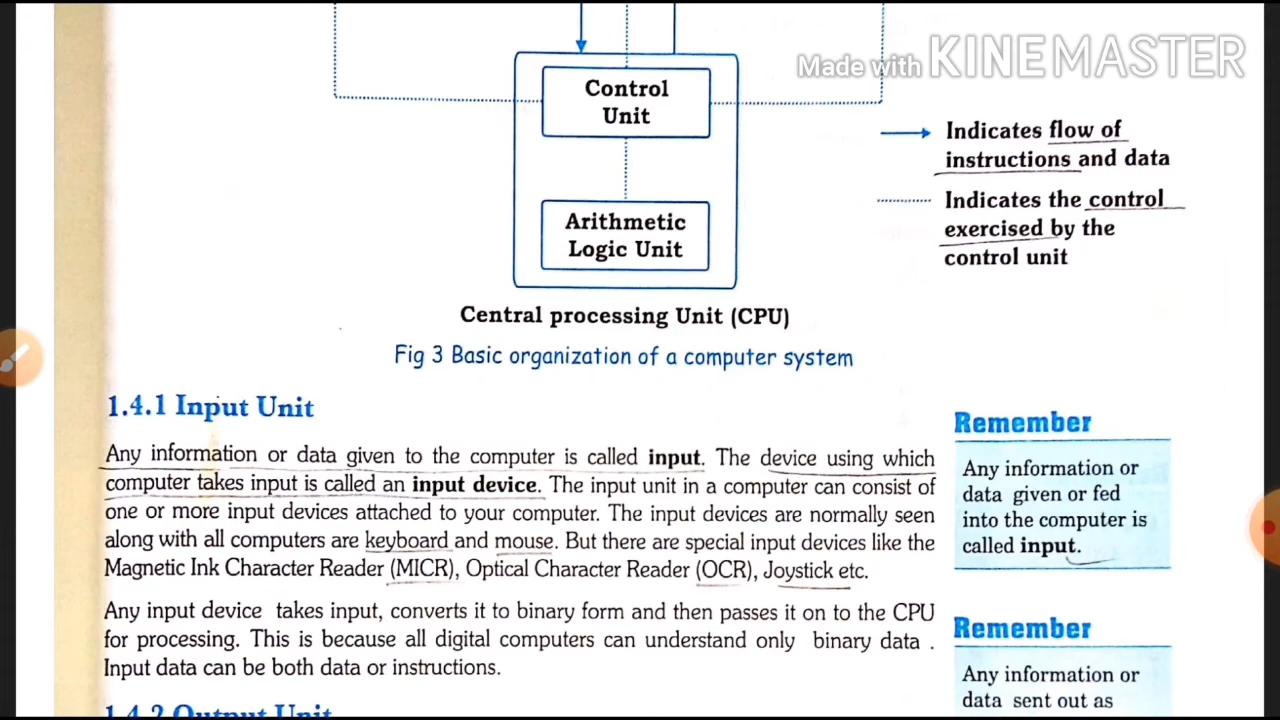 Made with KINEMASTER
Control
Unit
Indicates flow of
instructions and data
Indicates the control
exercised by the
control unit
Arithmetic
Logic Unit
Central processing Unit (CPU)
Fig 3 Basic organization of a computer system
1.4.1 Input Unit
Any information or data given to the computer is called input. The device using which
computer takes input is called an input device. The input unit in a computer can consist of
one or more input devices attached to your computer. The input devices are normally seen
along with all computers are keyboard and mouse. But there are special input devices like the
Magnetic Ink Character Reader (MICR), Optical Character Reader (OCR), Joystick etc.
Any input device takes input, converts it to binary form and then passes it on to the CPU
for processing. This is because all digital computers can understand only binary data .
Input data can be both data or instructions.
1.4.2 Output Unit
Remember
Any information or
data given or fed
into the computer is
called input.
Remember
Any information or
data sent out as